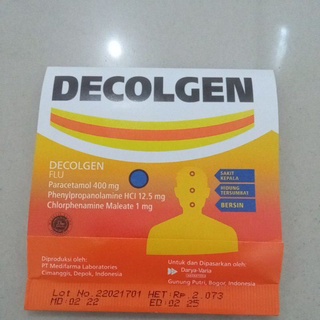 DECOLGEN
DECOLGEN
FLU
Paracetamol 400 mg
Phenylpropanolamine HCl 12.5 mg
Chlorphenamine Maleate 1 mg
SAKIT
KEPALA
HIDUNG
TERSUMBAT
BERSIN
Diproduksi oleh:
PT Medifarma Laboratories
Cimanggis, Depok, Indonesia
Untuk dan Dipasarkan oleh:
Darya-Varia
Gunung Putri, Bogor, Indonesia
Lot No. 22021701 HET:Rp 2.073
MD:02 22 ED:02 25